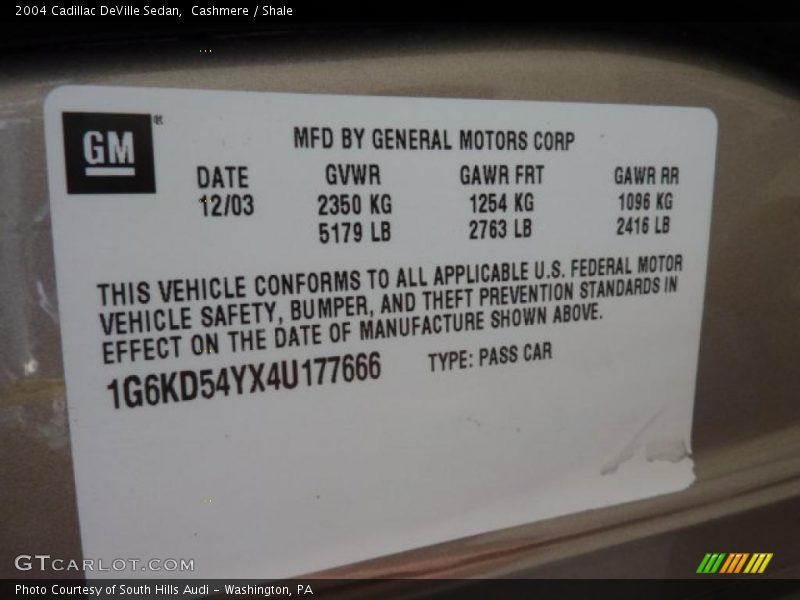 2004 Cadillac DeVille Sedan,  Cashmere / Shale
GM ®
MFD BY GENERAL MOTORS CORP
DATE GVWR GAWR FRT GAWR RR
12/03 2350 KG 1254 KG 1096 KG
5179 LB 2763 LB 2416 LB
THIS VEHICLE CONFORMS TO ALL APPLICABLE U.S. FEDERAL MOTOR
VEHICLE SAFETY, BUMPER, AND THEFT PREVENTION STANDARDS IN
EFFECT ON THE DATE OF MANUFACTURE SHOWN ABOVE.
1G6KD54YX4U177666 TYPE: PASS CAR
GTCARLOT.COM
Photo Courtesy of South Hills Audi - Washington, PA